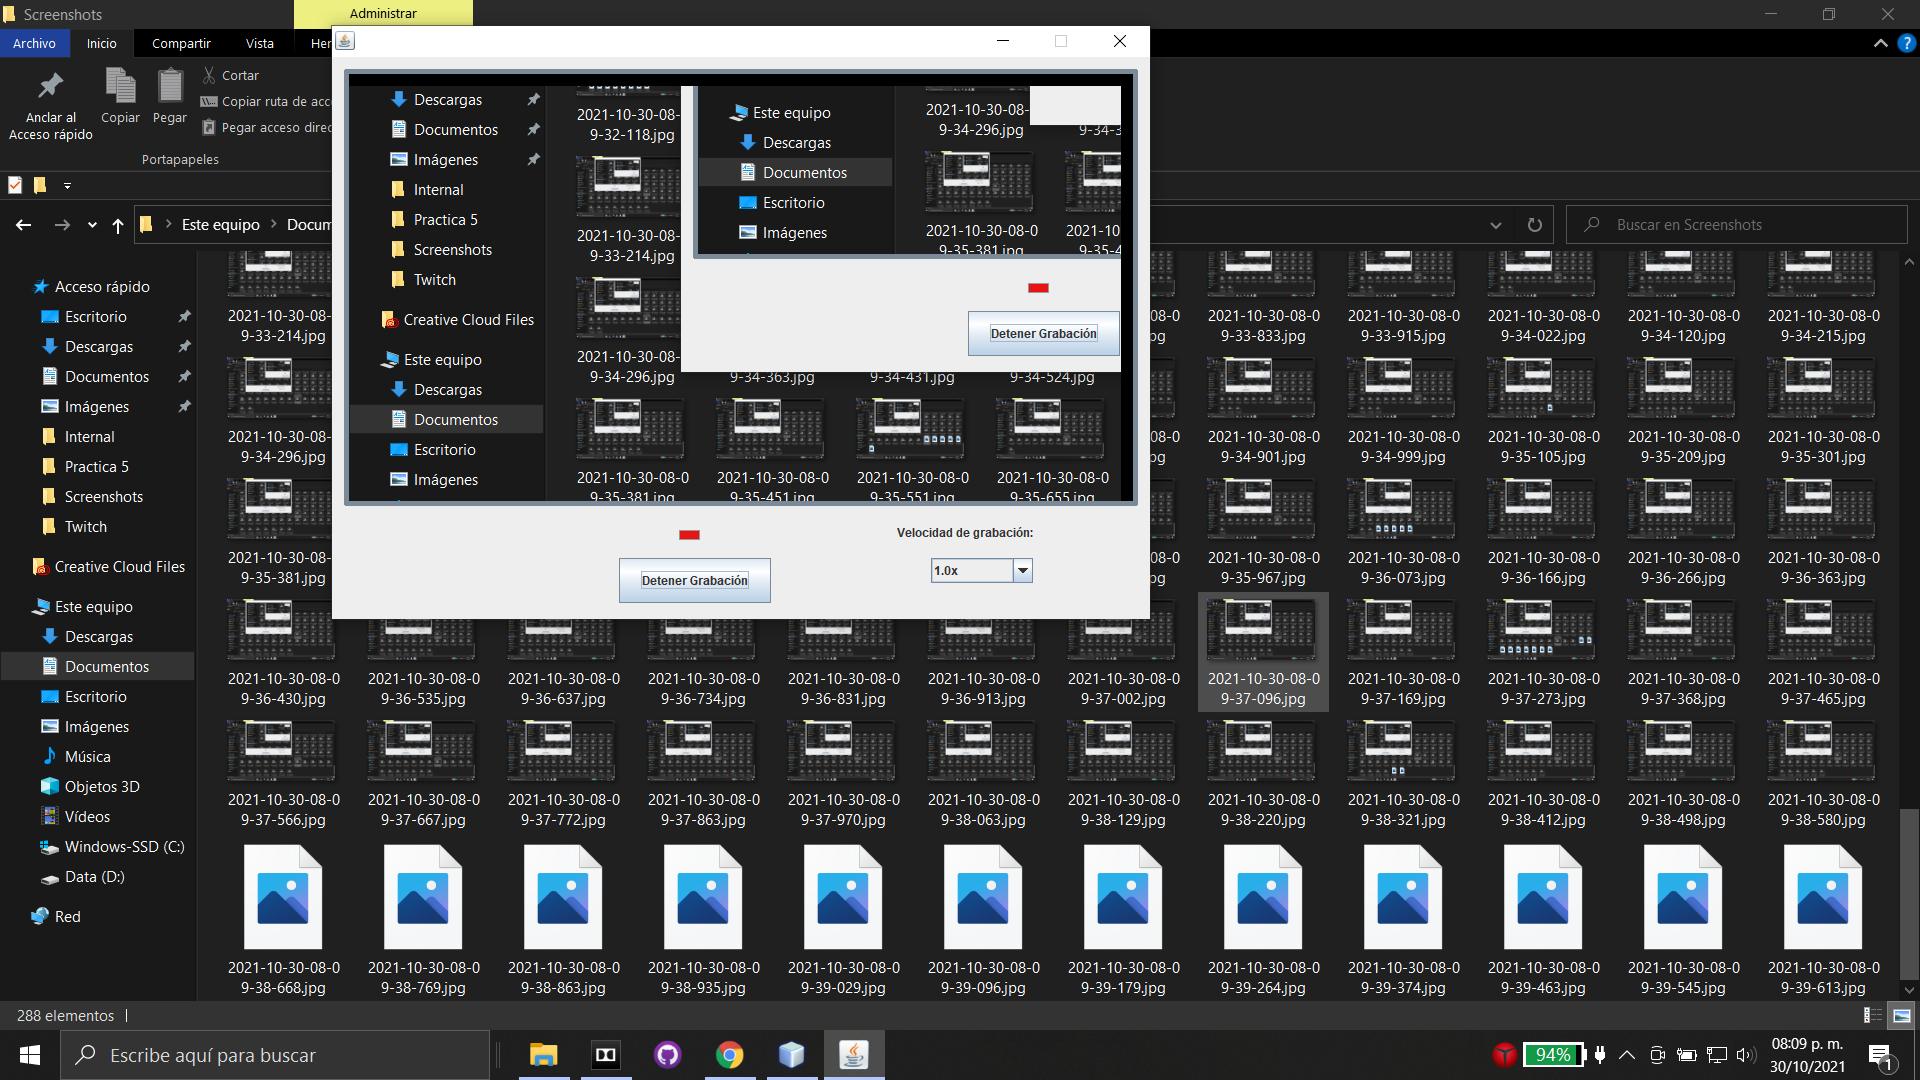 Screenshots
Administrar
Archivo
Inicio
Compartir
Vista
Her
Anclar al
Acceso rápido
Copiar
Pegar
Cortar
Copiar ruta de acc
Pegar acceso direc
Portapapeles
Este equipo
Docum
Buscar en Screenshots
Acceso rápido
Escritorio
Descargas
Documentos
Imágenes
Internal
Practica 5
Screenshots
Twitch
Creative Cloud Files
Este equipo
Descargas
Documentos
Escritorio
Imágenes
Música
Objetos 3D
Vídeos
Windows-SSD (C:)
Data (D:)
Red
Descargas
Documentos
Imágenes
Internal
Practica 5
Screenshots
Twitch
Creative Cloud Files
Este equipo
Descargas
Documentos
Escritorio
Imágenes
2021-10-30-08-
9-32-118.jpg
2021-10-30-08-
9-33-214.jpg
2021-10-30-08-
9-34-296.jpg
9-34-363.jpg
9-34-431.jpg
9-34-524.jpg
2021-10-30-08-0 2021-10-30-08-0 2021-10-30-08-0 2021-10-30-08-0
9-35-381.jpg 9-35-451.jpg 9-35-551.jpg 9-35-655.jpg
Este equipo
Descargas
Documentos
Escritorio
Imágenes
2021-10-30-08-
9-34-296.jpg
9-34-3
2021-10-30-08-0 2021-10
9-35-381.jpg 9-35-4
Detener Grabación
Detener Grabación
Velocidad de grabación:
1.0x
2021-10-30-08-
9-33-214.jpg
2021-10-30-08-0 2021-10-30-08-0 2021-10-30-08-0 2021-10-30-08-0 2021-10-30-08-0
9-33-833.jpg 9-33-915.jpg 9-34-022.jpg 9-34-120.jpg 9-34-215.jpg
2021-10-30-08-
9-34-296.jpg
2021-10-30-08-0 2021-10-30-08-0 2021-10-30-08-0 2021-10-30-08-0 2021-10-30-08-0
9-34-901.jpg 9-34-999.jpg 9-35-105.jpg 9-35-209.jpg 9-35-301.jpg
2021-10-30-08-
9-35-381.jpg
2021-10-30-08-0 2021-10-30-08-0 2021-10-30-08-0 2021-10-30-08-0 2021-10-30-08-0
9-35-967.jpg 9-36-073.jpg 9-36-166.jpg 9-36-266.jpg 9-36-363.jpg
2021-10-30-08-0 2021-10-30-08-0 2021-10-30-08-0 2021-10-30-08-0 2021-10-30-08-0 2021-10-30-08-0 2021-10-30-08-0 2021-10-30-08-0 2021-10-30-08-0 2021-10-30-08-0 2021-10-30-08-0 2021-10-30-08-0
9-36-430.jpg 9-36-535.jpg 9-36-637.jpg 9-36-734.jpg 9-36-831.jpg 9-36-913.jpg 9-37-002.jpg 9-37-096.jpg 9-37-169.jpg 9-37-273.jpg 9-37-368.jpg 9-37-465.jpg
2021-10-30-08-0 2021-10-30-08-0 2021-10-30-08-0 2021-10-30-08-0 2021-10-30-08-0 2021-10-30-08-0 2021-10-30-08-0 2021-10-30-08-0 2021-10-30-08-0 2021-10-30-08-0 2021-10-30-08-0 2021-10-30-08-0
9-37-566.jpg 9-37-667.jpg 9-37-772.jpg 9-37-863.jpg 9-37-970.jpg 9-38-063.jpg 9-38-129.jpg 9-38-220.jpg 9-38-321.jpg 9-38-412.jpg 9-38-498.jpg 9-38-580.jpg
2021-10-30-08-0 2021-10-30-08-0 2021-10-30-08-0 2021-10-30-08-0 2021-10-30-08-0 2021-10-30-08-0 2021-10-30-08-0 2021-10-30-08-0 2021-10-30-08-0 2021-10-30-08-0 2021-10-30-08-0 2021-10-30-08-0
9-38-668.jpg 9-38-769.jpg 9-38-863.jpg 9-38-935.jpg 9-39-029.jpg 9-39-096.jpg 9-39-179.jpg 9-39-264.jpg 9-39-374.jpg 9-39-463.jpg 9-39-545.jpg 9-39-613.jpg
288 elementos
Escribe aquí para buscar
94%
08:09 p. m.
30/10/2021
1